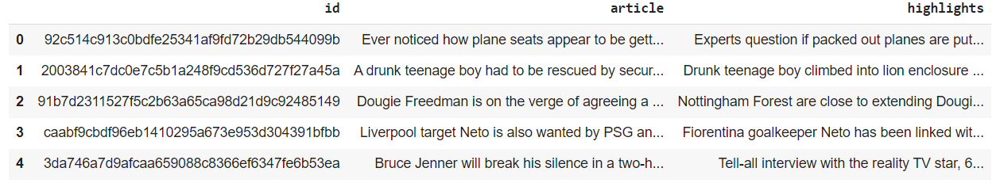 id article highlights
0 92c514c913c0bdfe25341af9fd72b29db544099b Ever noticed how plane seats appear to be gett... Experts question if packed out planes are put...
1 2003841c7dc0e7c5b1a248f9cd536d727f27a45a A drunk teenage boy had to be rescued by secur... Drunk teenage boy climbed into lion enclosure ...
2 91b7d2311527f5c2b63a65ca98d21d9c92485149 Dougie Freedman is on the verge of agreeing a ... Nottingham Forest are close to extending Dougi...
3 caabf9cbdf96eb1410295a673e953d304391bfbb Liverpool target Neto is also wanted by PSG an... Fiorentina goalkeeper Neto has been linked wit...
4 3da746a7d9afcaa659088c8366ef6347fe6b53ea Bruce Jenner will break his silence in a two-h... Tell-all interview with the reality TV star, 6...